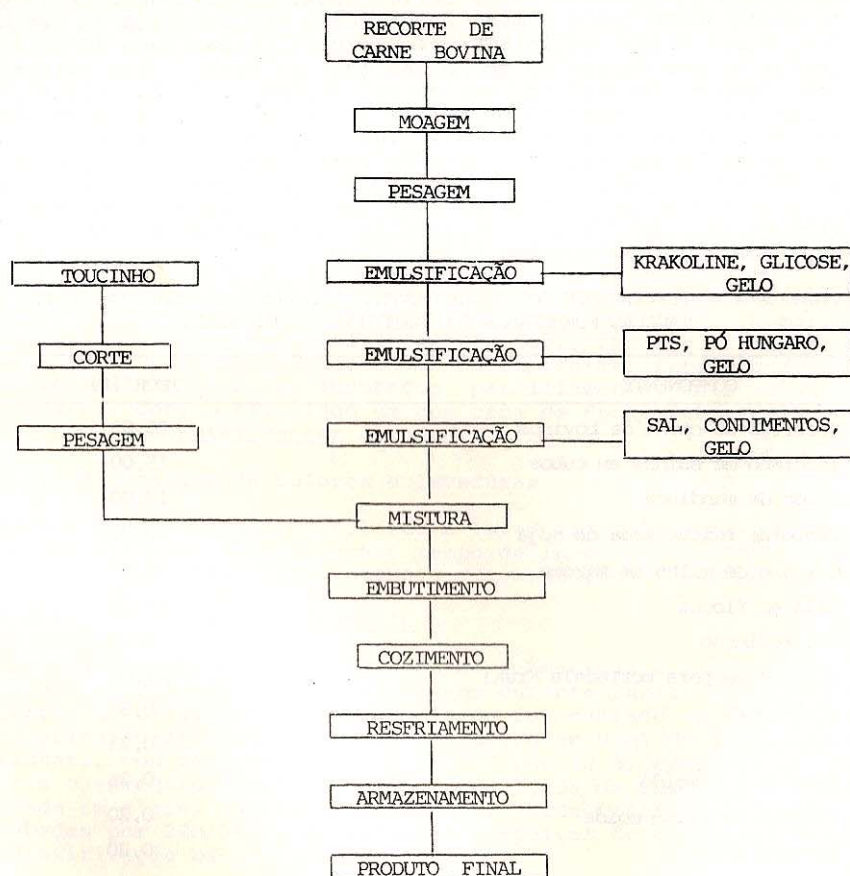 RECORTE DE
CARNE BOVINA
MOAGEM
PESAGEM
EMULSIFICAÇÃO
KRAKOLINE, GLICOSE,
GELO
TOUCINHO
CORTE
PESAGEM
EMULSIFICAÇÃO
PTS, PÓ HUNGARO,
GELO
EMULSIFICAÇÃO
SAL, CONDIMENTOS,
GELO
MISTURA
EMBUTIMENTO
COZIMENTO
RESFRIAMENTO
ARMAZENAMENTO
PRODUTO FINAL